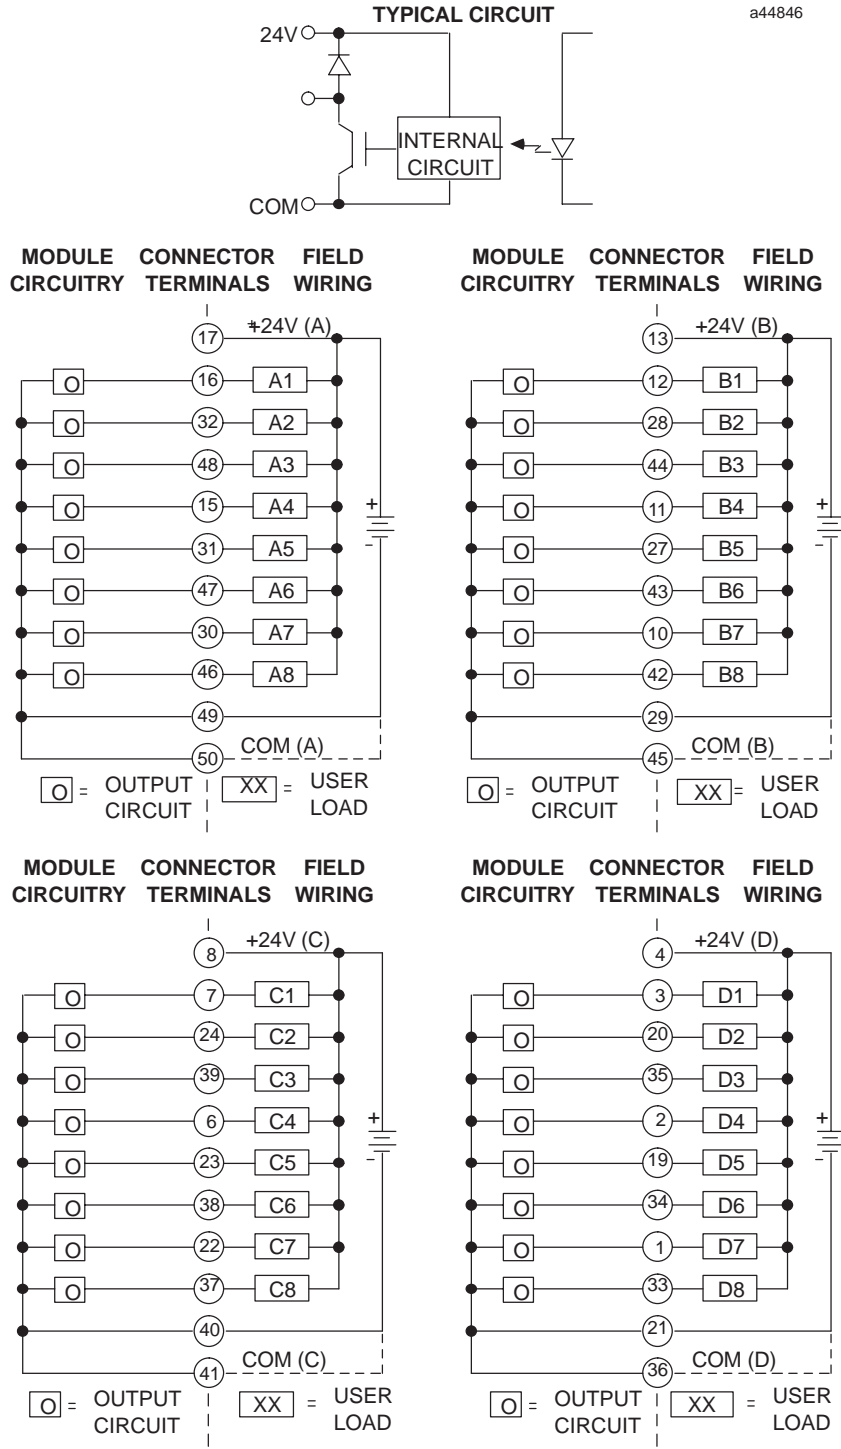 TYPICAL CIRCUIT
a44846
24V
INTERNAL
CIRCUIT
COM
MODULE CONNECTOR FIELD
CIRCUITRY TERMINALS WIRING
17 +24V (A)
O 16 A1
O 32 A2
O 48 A3
O 15 A4
+
O 31 A5
-
O 47 A6
O 30 A7
O 46 A8
49
50 COM (A)
O = OUTPUT CIRCUIT
XX = USER LOAD
MODULE CONNECTOR FIELD
CIRCUITRY TERMINALS WIRING
13 +24V (B)
O 12 B1
O 28 B2
O 44 B3
O 11 B4
+
O 27 B5
-
O 43 B6
O 10 B7
O 42 B8
29
45 COM (B)
O = OUTPUT CIRCUIT
XX = USER LOAD
MODULE CONNECTOR FIELD
CIRCUITRY TERMINALS WIRING
8 +24V (C)
O 7 C1
O 24 C2
O 39 C3
O 6 C4
+
O 23 C5
-
O 38 C6
O 22 C7
O 37 C8
40
41 COM (C)
O = OUTPUT CIRCUIT
XX = USER LOAD
MODULE CONNECTOR FIELD
CIRCUITRY TERMINALS WIRING
4 +24V (D)
O 3 D1
O 20 D2
O 35 D3
O 2 D4
+
O 19 D5
-
O 34 D6
O 1 D7
O 33 D8
21
36 COM (D)
O = OUTPUT CIRCUIT
XX = USER LOAD